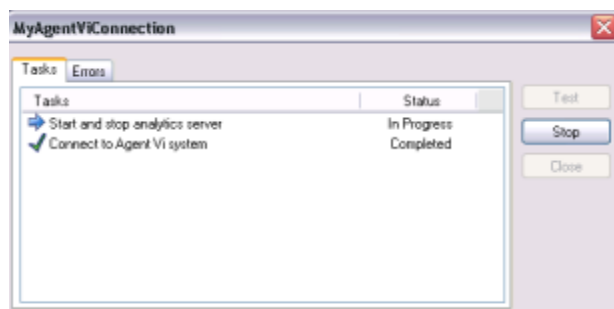 MyAgentViConnection
Tasks Errors
Tasks Status
Start and stop analytics server In Progress
Connect to Agent Vi system Completed
Test
Stop
Close